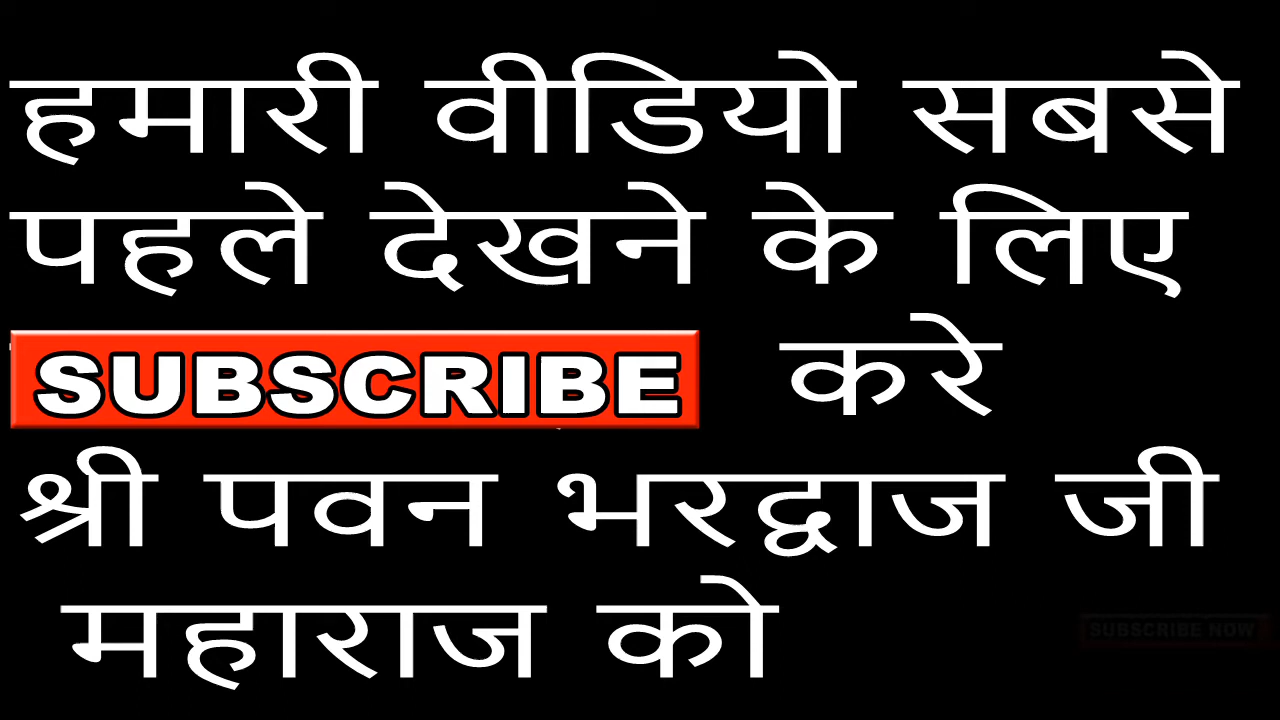 हमारी वीडियो सबसे
पहले देखने के लिए
SUBSCRIBE करे
श्री पवन भरद्वाज जी
महाराज को
SUBSCRIBE NOW